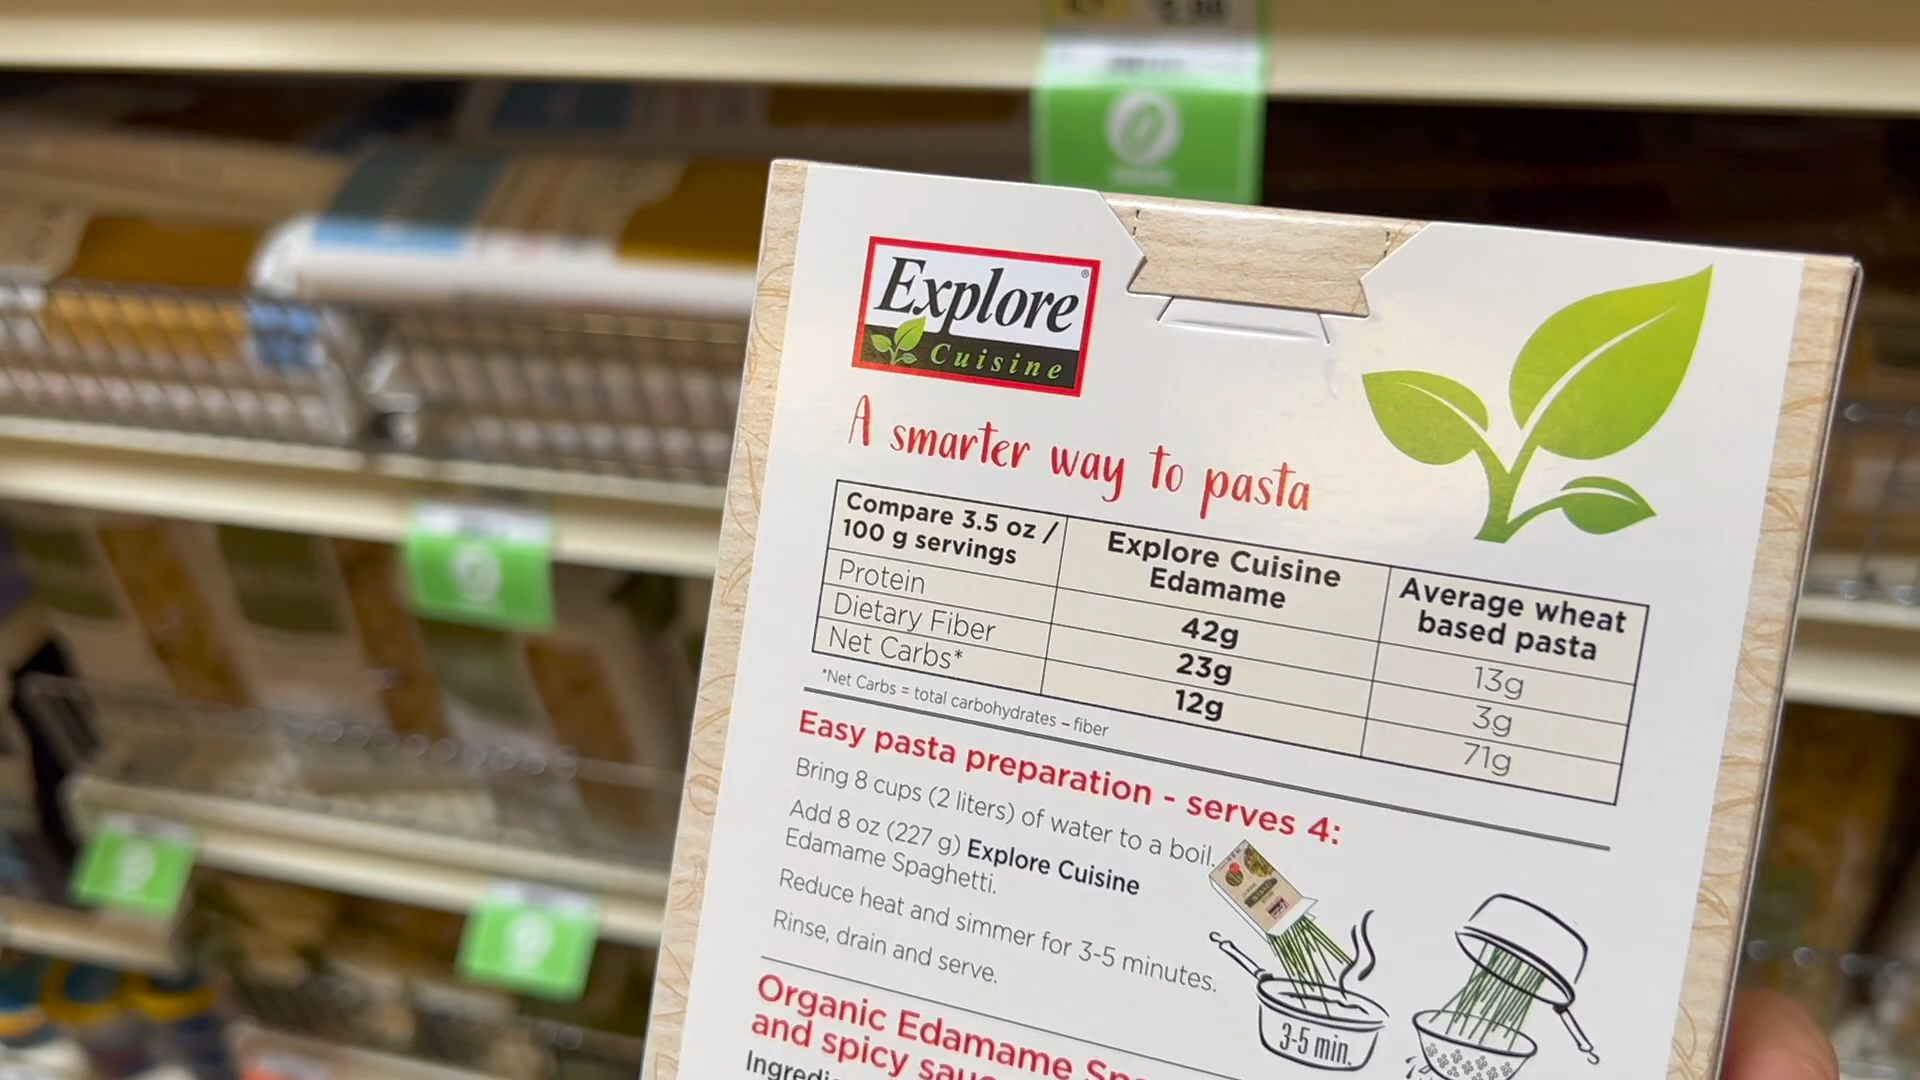 Explore
Cuisine
A smarter way to pasta
Compare 3.5 oz /
100 g servings
Explore Cuisine
Edamame
Average wheat
based pasta
Protein
42g
13g
Dietary Fiber
23g
3g
Net Carbs*
12g
71g
*Net Carbs = total carbohydrates – fiber
Easy pasta preparation - serves 4:
Bring 8 cups (2 liters) of water to a boil.
Add 8 oz (227 g) Explore Cuisine
Edamame Spaghetti.
Reduce heat and simmer for 3-5 minutes.
Rinse, drain and serve.
3-5 min.
Organic Edamame
and spicy